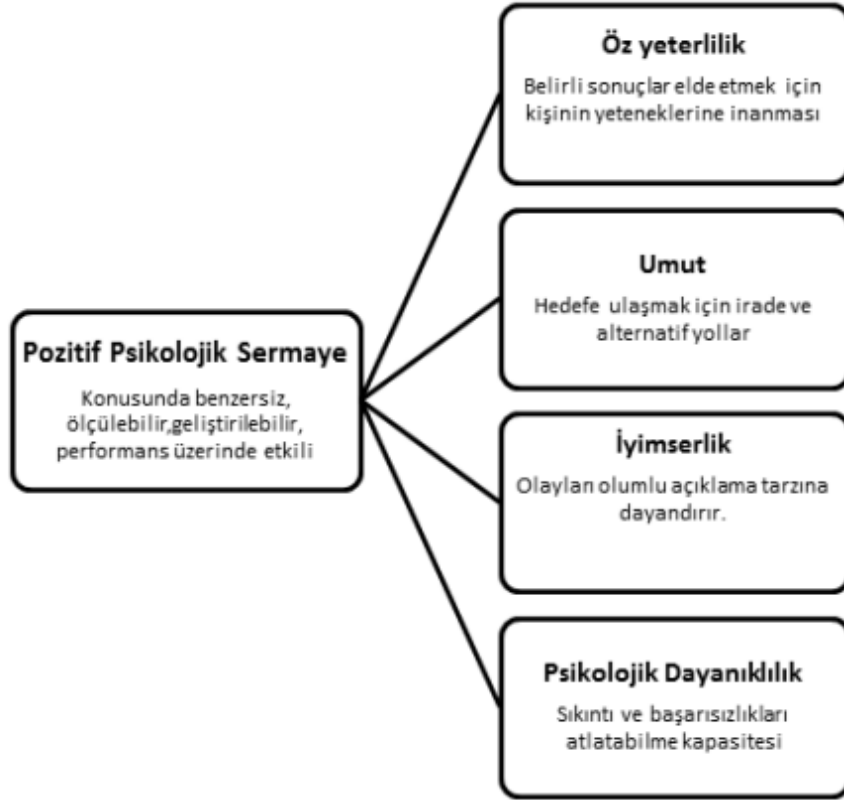 Öz yeterlilik
Belirli sonuçlar elde etmek için
kişinin yeteneklerine inanması
Umut
Hedefe ulaşmak için irade ve
alternatif yollar
Pozitif Psikolojik Sermaye
Konusunda benzersiz,
ölçülebilir,geliştirilebilir,
performans üzerinde etkili
İyimserlik
Olayları olumlu açıklama tarzına
dayandırır.
Psikolojik Dayanıklılık
Sıkıntı ve başarısızlıkları
atlatabilme kapasitesi